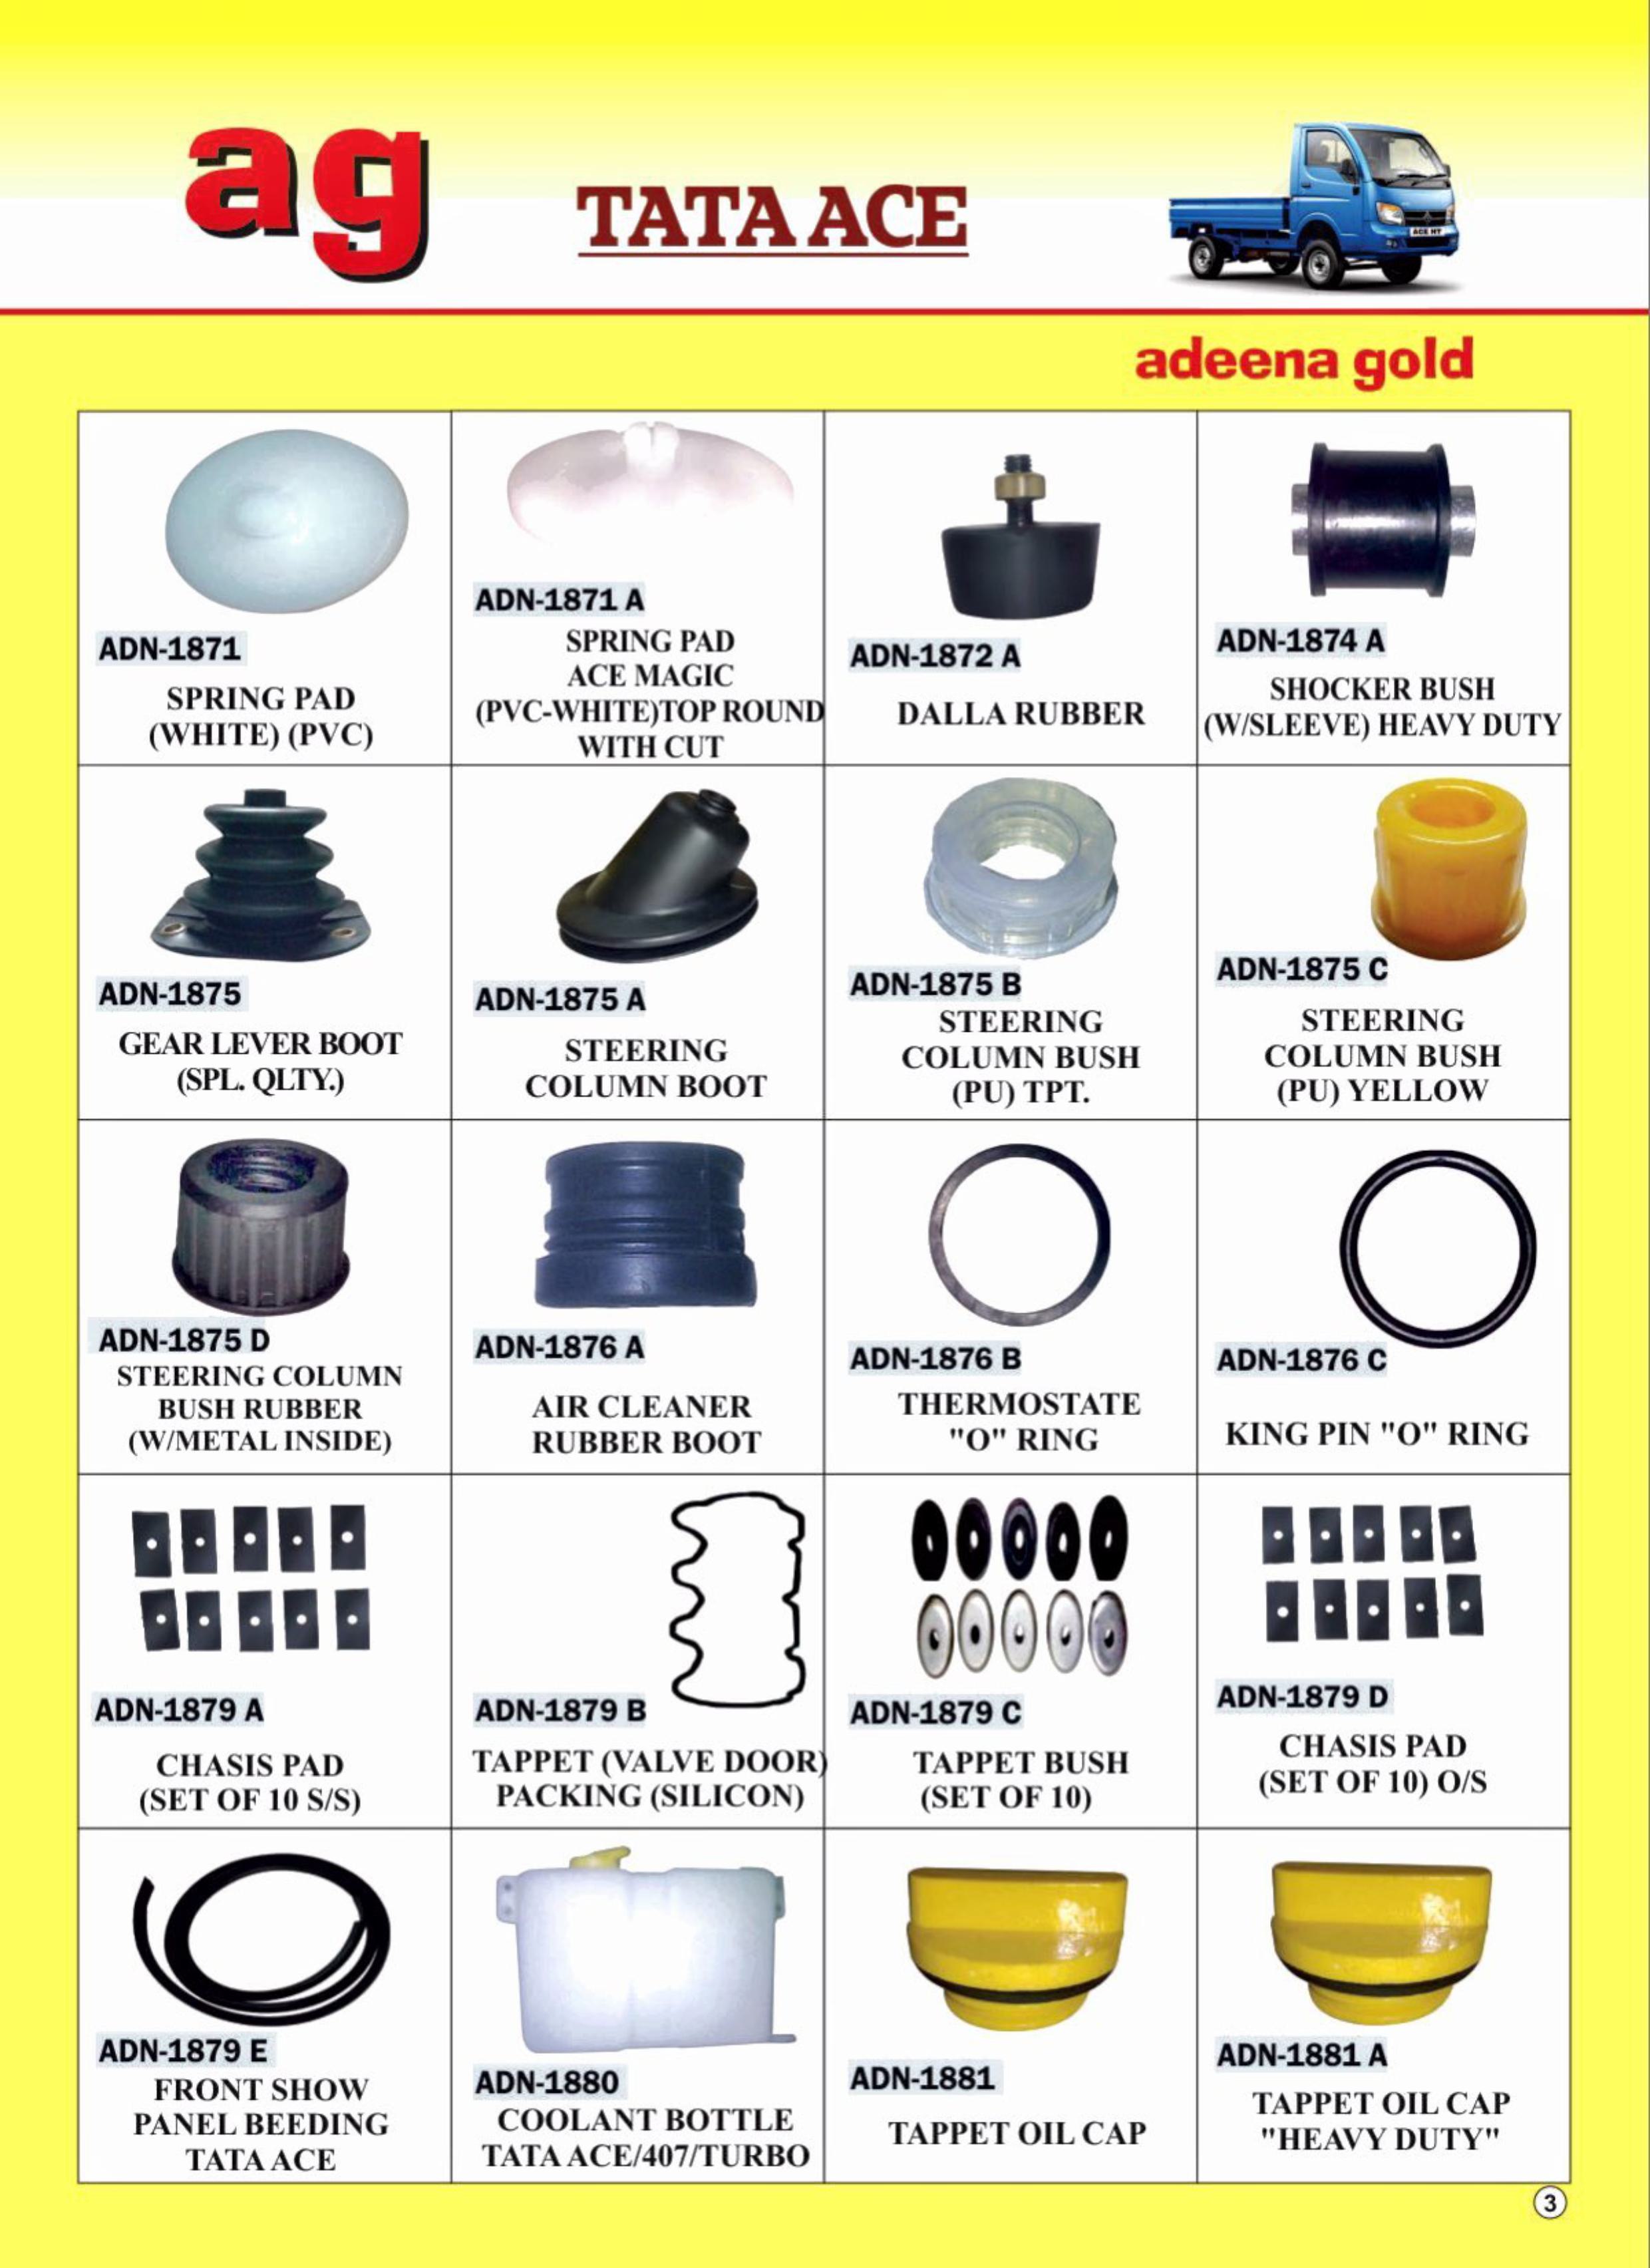 ag
TATA ACE
ACE HT
adeena gold
ADN-1871
SPRING PAD
(WHITE) (PVC)
ADN-1871 A
SPRING PAD
ACE MAGIC
(PVC-WHITE)TOP ROUND
WITH CUT
ADN-1872 A
DALLA RUBBER
ADN-1874 A
SHOCKER BUSH
(W/SLEEVE) HEAVY DUTY
ADN-1875
GEAR LEVER BOOT
(SPL. QLTY.)
ADN-1875 A
STEERING
COLUMN BOOT
ADN-1875 B
STEERING
COLUMN BUSH
(PU) TPT.
ADN-1875 C
STEERING
COLUMN BUSH
(PU) YELLOW
ADN-1875 D
STEERING COLUMN
BUSH RUBBER
(W/METAL INSIDE)
ADN-1876 A
AIR CLEANER
RUBBER BOOT
ADN-1876 B
THERMOSTATE
"O" RING
ADN-1876 C
KING PIN "O" RING
ADN-1879 A
CHASIS PAD
(SET OF 10 S/S)
ADN-1879 B
TAPPET (VALVE DOOR)
PACKING (SILICON)
ADN-1879 C
TAPPET BUSH
(SET OF 10)
ADN-1879 D
CHASIS PAD
(SET OF 10) O/S
ADN-1879 E
FRONT SHOW
PANEL BEEDING
TATA ACE
ADN-1880
COOLANT BOTTLE
TATA ACE/407/TURBO
ADN-1881
TAPPET OIL CAP
ADN-1881 A
TAPPET OIL CAP
"HEAVY DUTY"
3